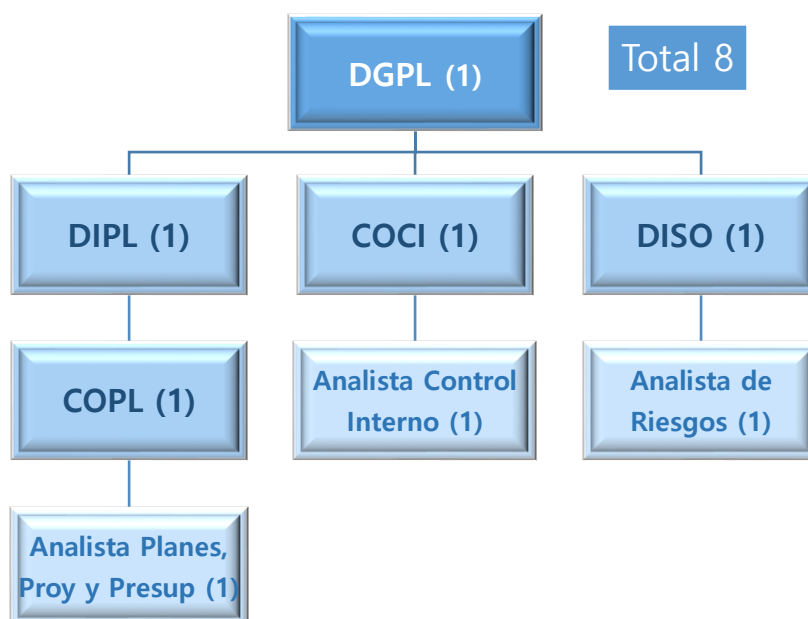 DGPL (1)
Total 8
DIPL (1)
COCI (1)
DISO (1)
COPL (1)
Analista Control
Interno (1)
Analista de
Riesgos (1)
Analista Planes,
Proy y Presup (1)